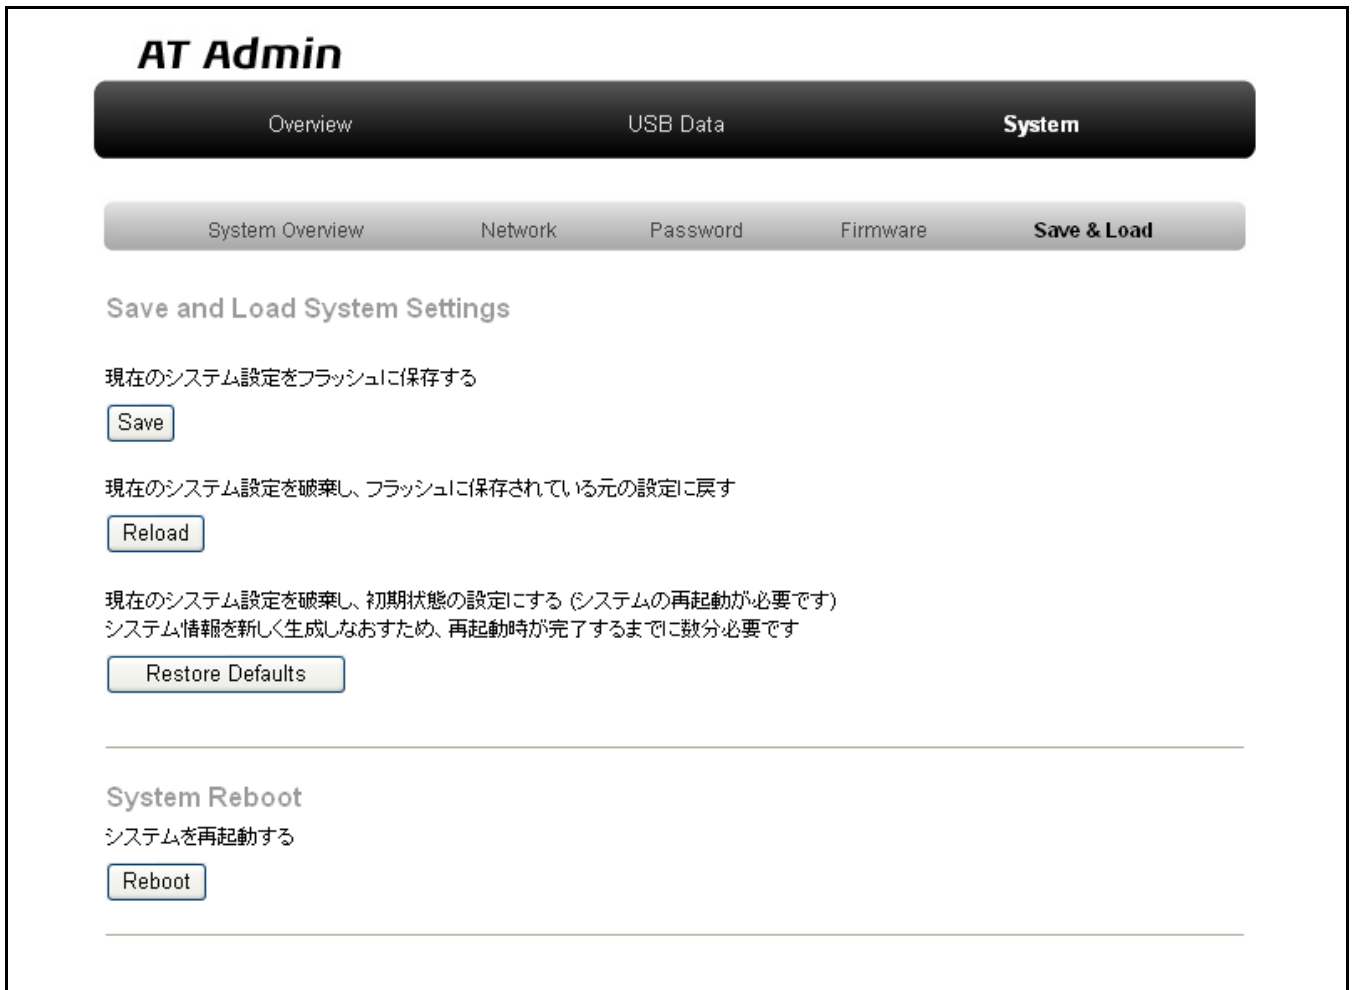 AT Admin
Overview USB Data System
System Overview Network Password Firmware Save & Load
Save and Load System Settings
現在のシステム設定をフラッシュに保存する
Save
現在のシステム設定を破棄し、フラッシュに保存されている元の設定に戻す
Reload
現在のシステム設定を破棄し、初期状態の設定にする (システムの再起動が必要です)
システム情報を新しく生成しなおすため、再起動時が完了するまでに数分必要です
Restore Defaults
System Reboot
システムを再起動する
Reboot